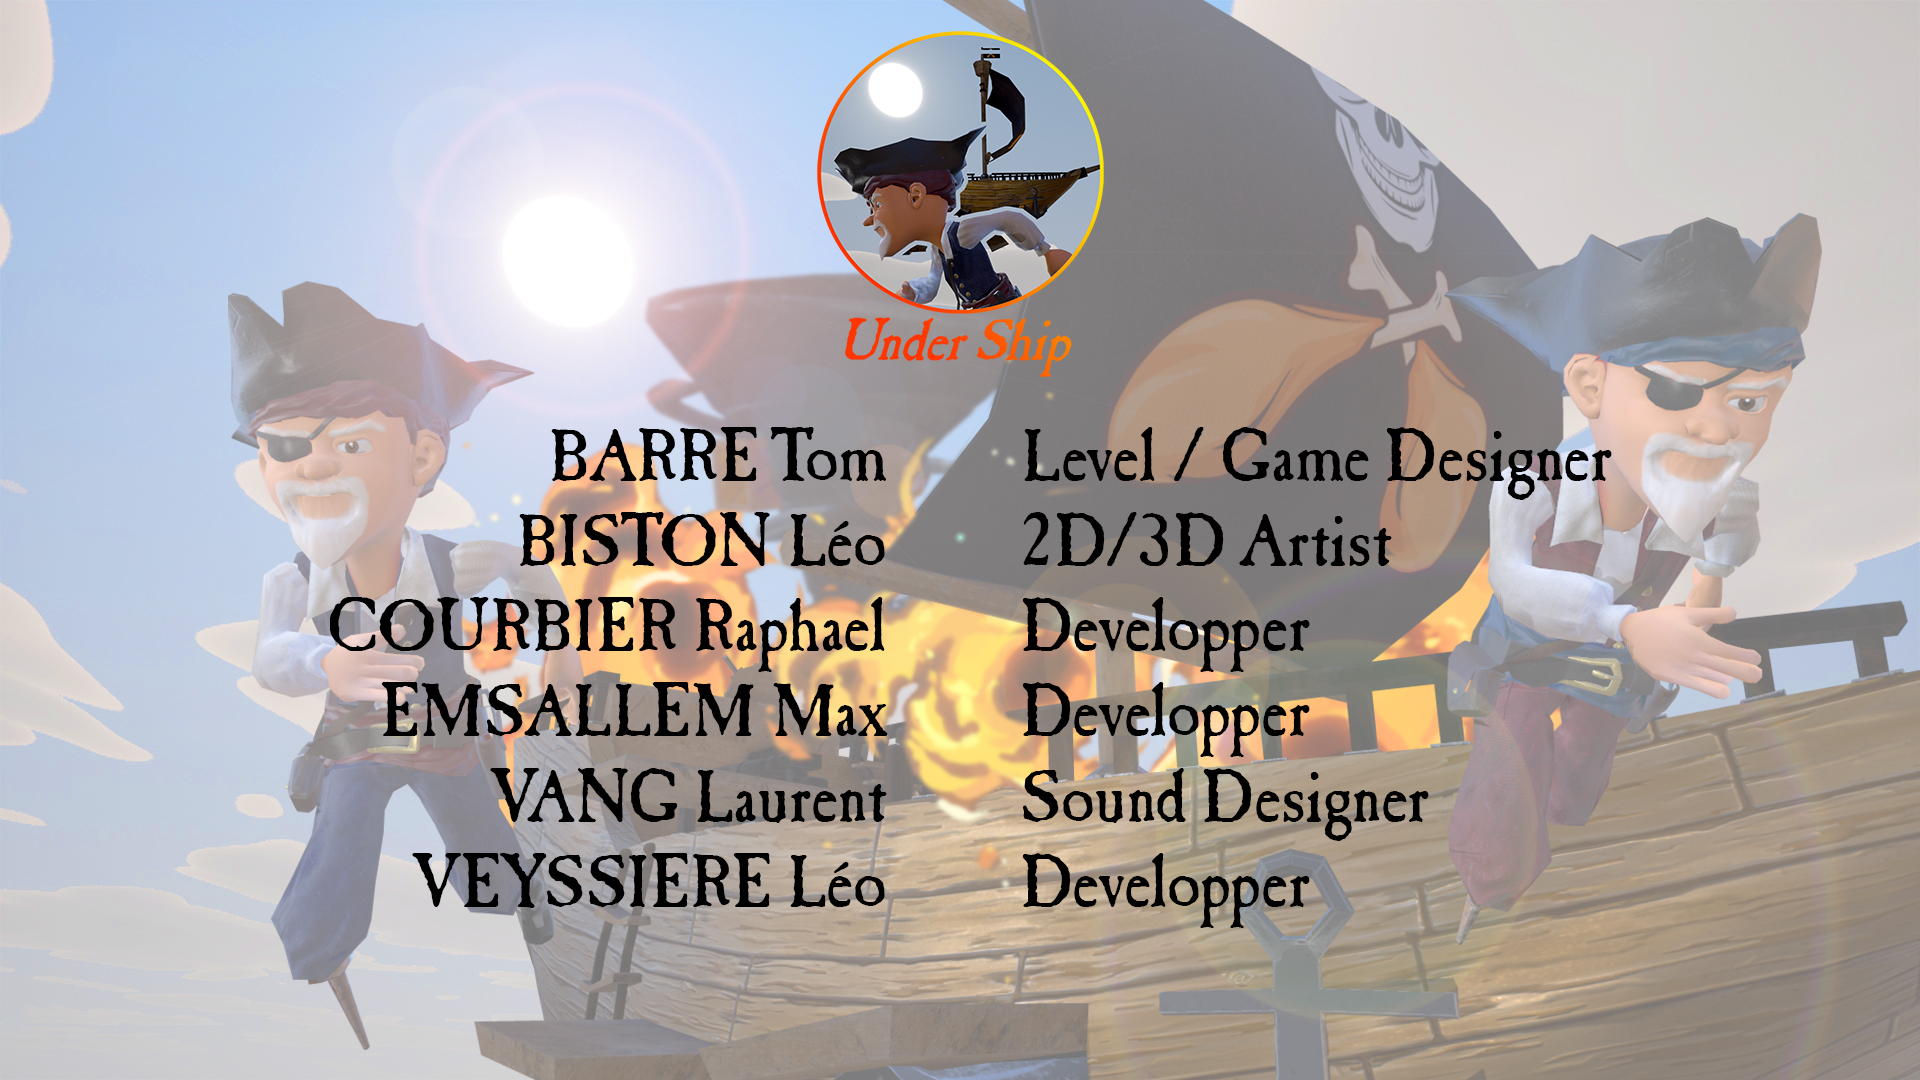 Under Ship
BARRE Tom Level / Game Designer
BISTON Léo 2D/3D Artist
COURBIER Raphael Developper
EMSALLEM Max Developper
VANG Laurent Sound Designer
VEYSSIERE Léo Developper